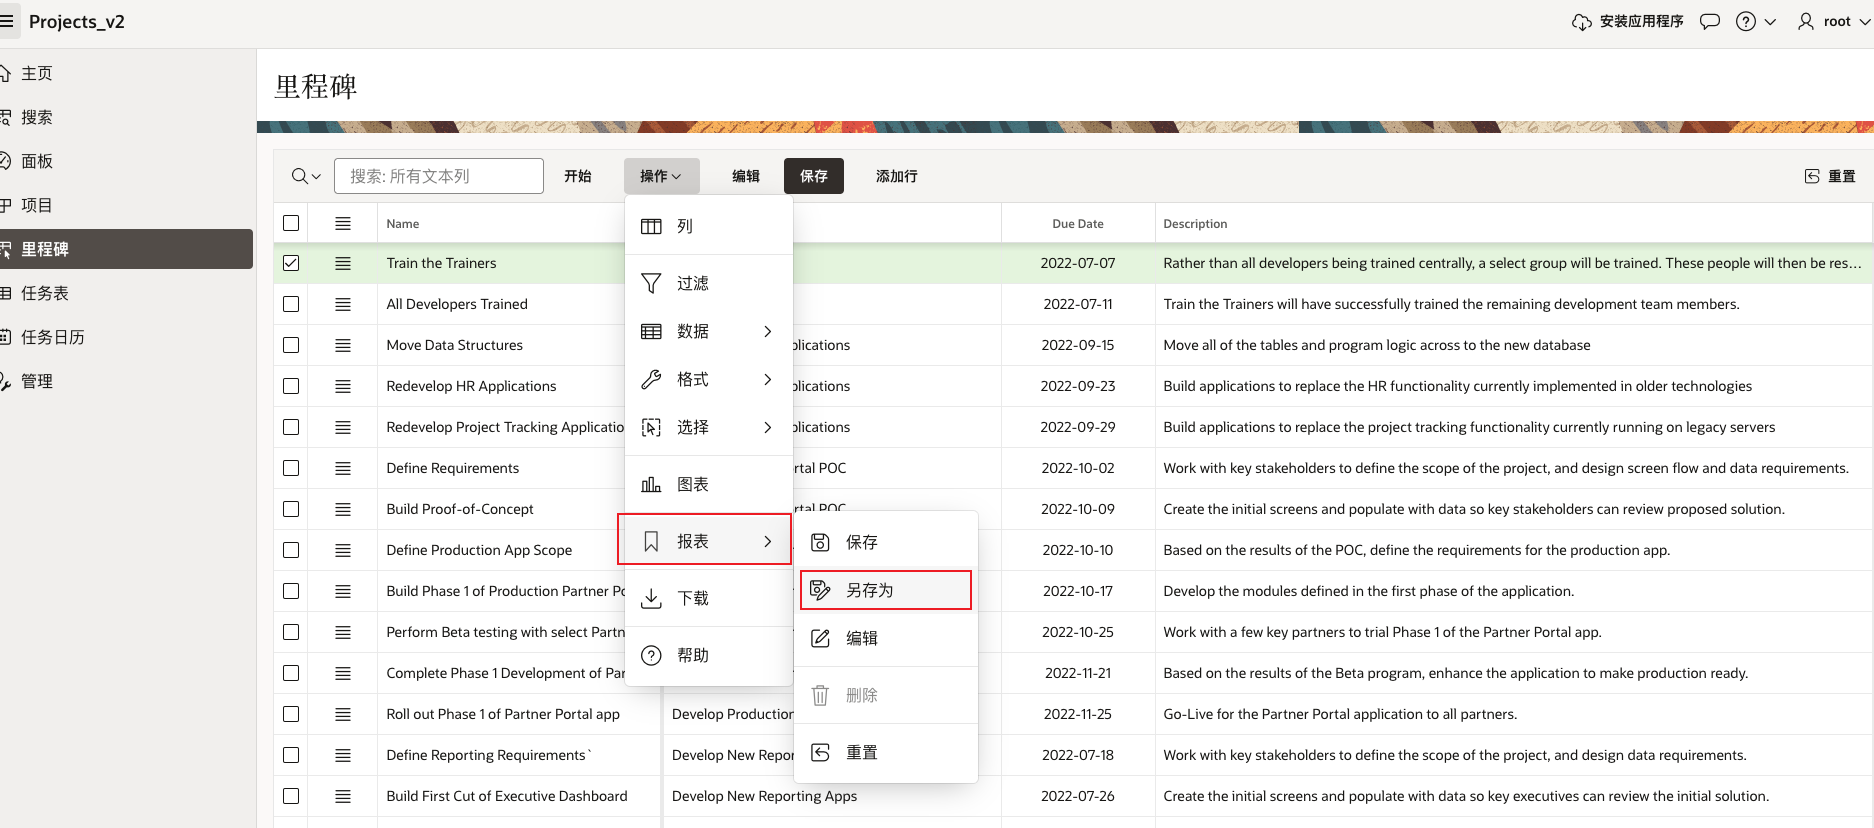 Projects_v2
安装应用程序
root
主页
搜索
面板
项目
里程碑
任务表
任务日历
管理
里程碑
搜索: 所有文本列
开始
操作
编辑
保存
添加行
重置
Name
Due Date
Description
Train the Trainers
2022-07-07
Rather than all developers being trained centrally, a select group will be trained. These people will then be res...
All Developers Trained
2022-07-11
Train the Trainers will have successfully trained the remaining development team members.
Move Data Structures
plications
2022-09-15
Move all of the tables and program logic across to the new database
Redevelop HR Applications
plications
2022-09-23
Build applications to replace the HR functionality currently implemented in older technologies
Redevelop Project Tracking Applicatio
plications
2022-09-29
Build applications to replace the project tracking functionality currently running on legacy servers
Define Requirements
rtal POC
2022-10-02
Work with key stakeholders to define the scope of the project, and design screen flow and data requirements.
Build Proof-of-Concept
rtal POC
2022-10-09
Create the initial screens and populate with data so key stakeholders can review proposed solution.
Define Production App Scope
2022-10-10
Based on the results of the POC, define the requirements for the production app.
Build Phase 1 of Production Partner Po
2022-10-17
Develop the modules defined in the first phase of the application.
Perform Beta testing with select Partn
2022-10-25
Work with a few key partners to trial Phase 1 of the Partner Portal app.
Complete Phase 1 Development of Par
2022-11-21
Based on the results of the Beta program, enhance the application to make production ready.
Roll out Phase 1 of Partner Portal app
Develop Production
2022-11-25
Go-Live for the Partner Portal application to all partners.
Define Reporting Requirements`
Develop New Repor
2022-07-18
Work with key stakeholders to define the scope of the project, and design data requirements.
Build First Cut of Executive Dashboard
Develop New Reporting Apps
2022-07-26
Create the initial screens and populate with data so key executives can review the initial solution.
列
过滤
数据
格式
选择
图表
报表
下载
帮助
保存
另存为
编辑
删除
重置